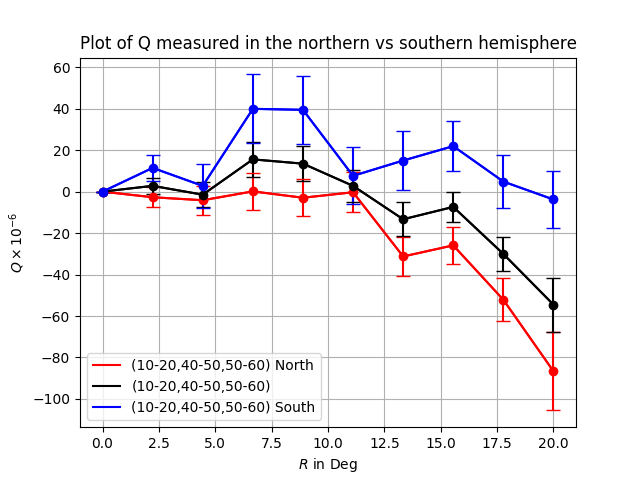 Plot of Q measured in the northern vs southern hemisphere
60
40
20
0
−20
−40
−60
−80
−100
Q × 10⁻⁶
(10-20,40-50,50-60) North
(10-20,40-50,50-60)
(10-20,40-50,50-60) South
0.0 2.5 5.0 7.5 10.0 12.5 15.0 17.5 20.0
R in Deg